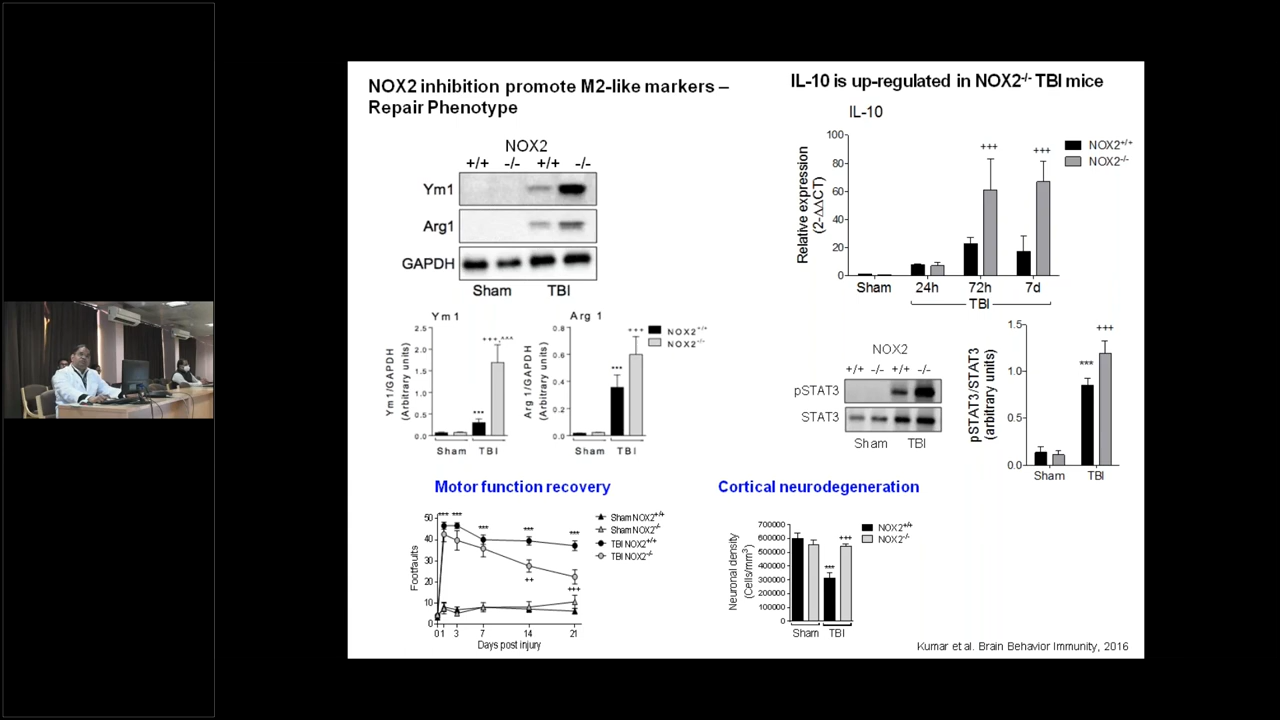 NOX2 inhibition promote M2-like markers –
Repair Phenotype
NOX2
+/+ -/- +/+ -/-
Ym1
Arg1
GAPDH
Sham TBI
Ym1
Ym1/GAPDH
(Arbitrary units)
2.5
2.0
1.5
1.0
0.5
0.0
***
+++,^^^
Sham TBI
Arg 1
Arg 1/GAPDH
(Arbitrary units)
0.8
0.6
0.4
0.2
0.0
***
+++
Sham TBI
NOX2+/+
NOX2-/-
IL-10 is up-regulated in NOX2-/- TBI mice
IL-10
Relative expression
(2-ΔΔCT)
100
80
60
40
20
0
+++
+++
NOX2+/+
NOX2-/-
Sham 24h 72h 7d
TBI
NOX2
+/+ -/- +/+ -/-
pSTAT3
STAT3
Sham TBI
pSTAT3/STAT3
(arbitrary units)
1.5
1.0
0.5
0.0
***
+++
Sham TBI
Motor function recovery
Footfaults
50
40
30
20
10
0
*** *** *** *** ***
++
+++
0 1 3 7 14 21
Days post injury
Sham NOX2+/+
Sham NOX2-/-
TBI NOX2+/+
TBI NOX2-/-
Cortical neurodegeneration
Neuronal density
(Cells/mm3)
700000
600000
500000
400000
300000
200000
100000
0
***
+++
Sham TBI
NOX2+/+
NOX2-/-
Kumar et al. Brain Behavior Immunity, 2016